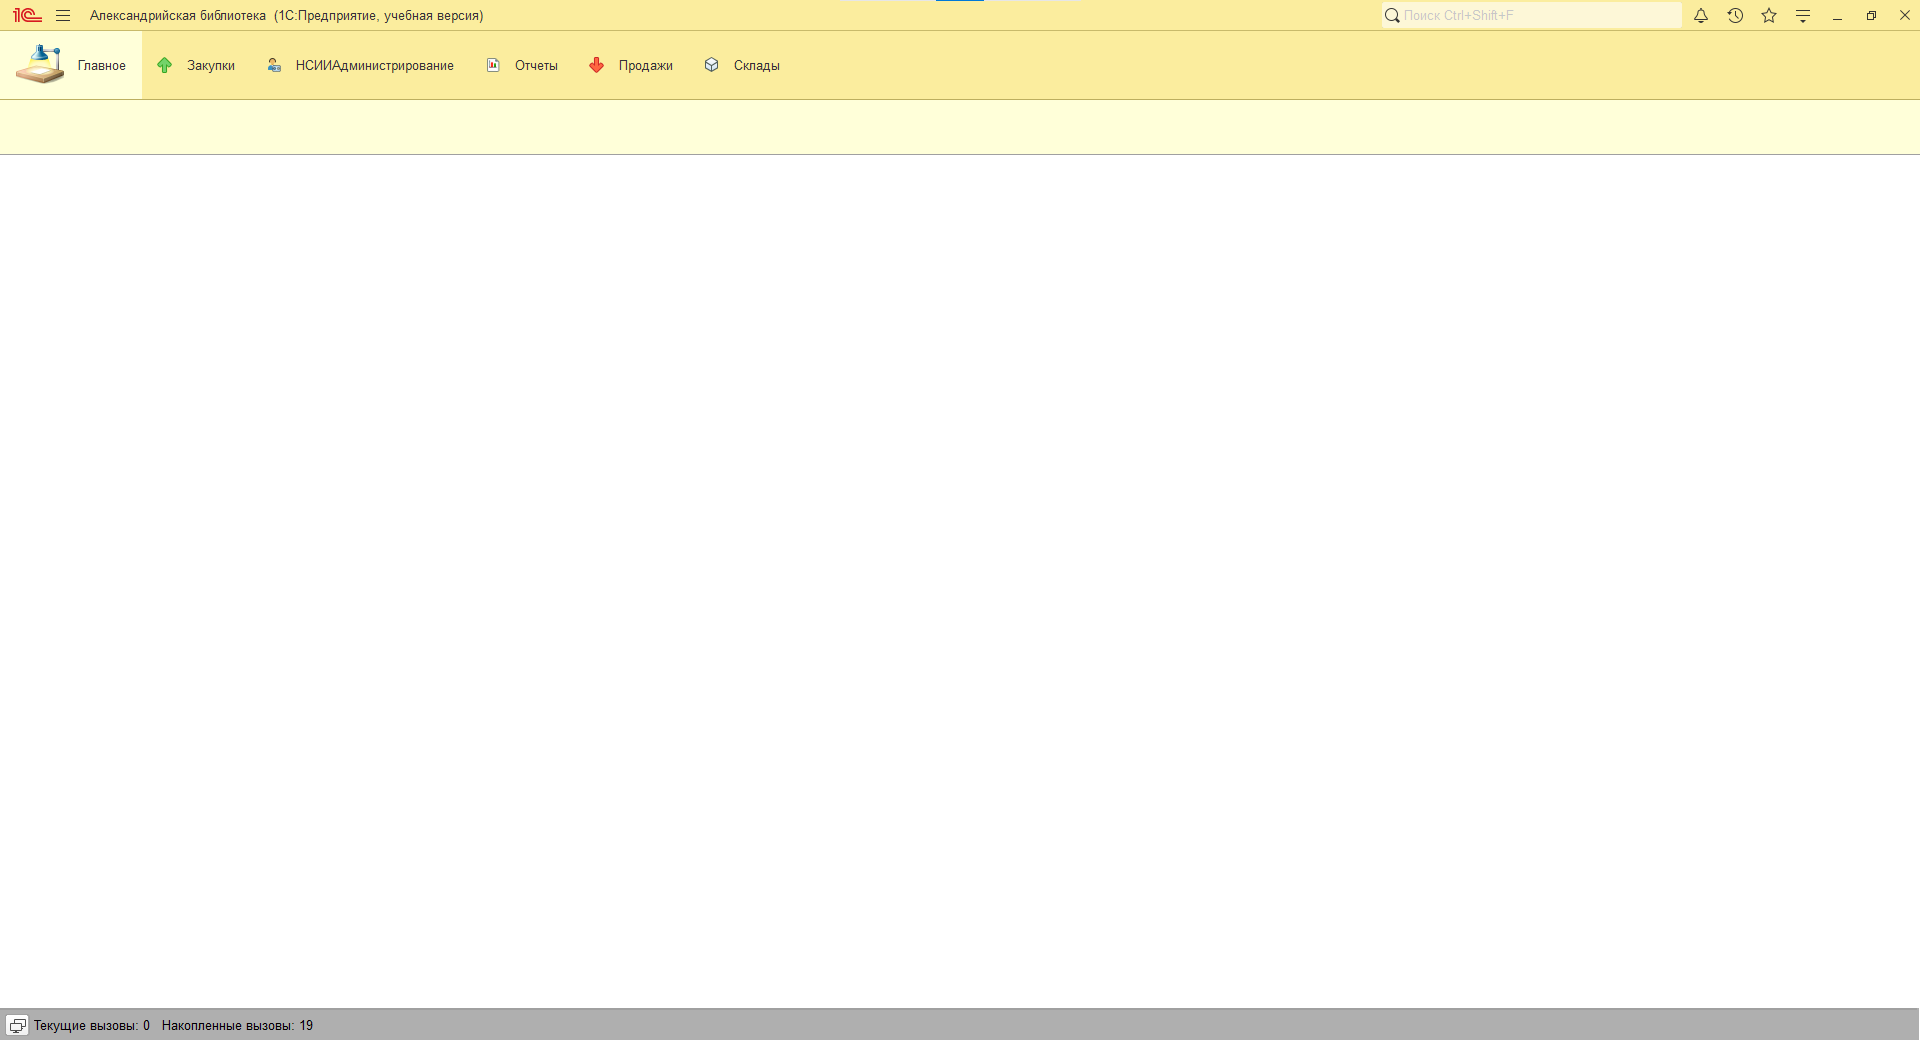 1С Александрийская библиотека (1С:Предприятие, учебная версия) Поиск Ctrl+Shift+F
Главное Закупки НСИИАдминистрирование Отчеты Продажи Склады
Текущие вызовы: 0 Накопленные вызовы: 19